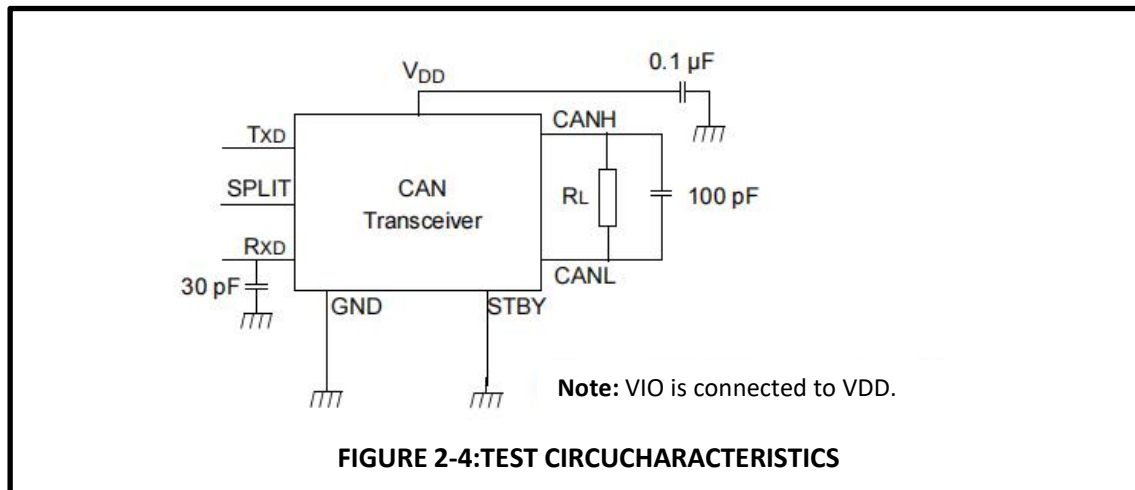 0.1 µF
VDD
CANH
TXD
SPLIT
CAN
Transceiver
RL
100 pF
RXD
CANL
30 pF
GND
STBY
Note: VIO is connected to VDD.
FIGURE 2-4:TEST CIRCUCHARACTERISTICS